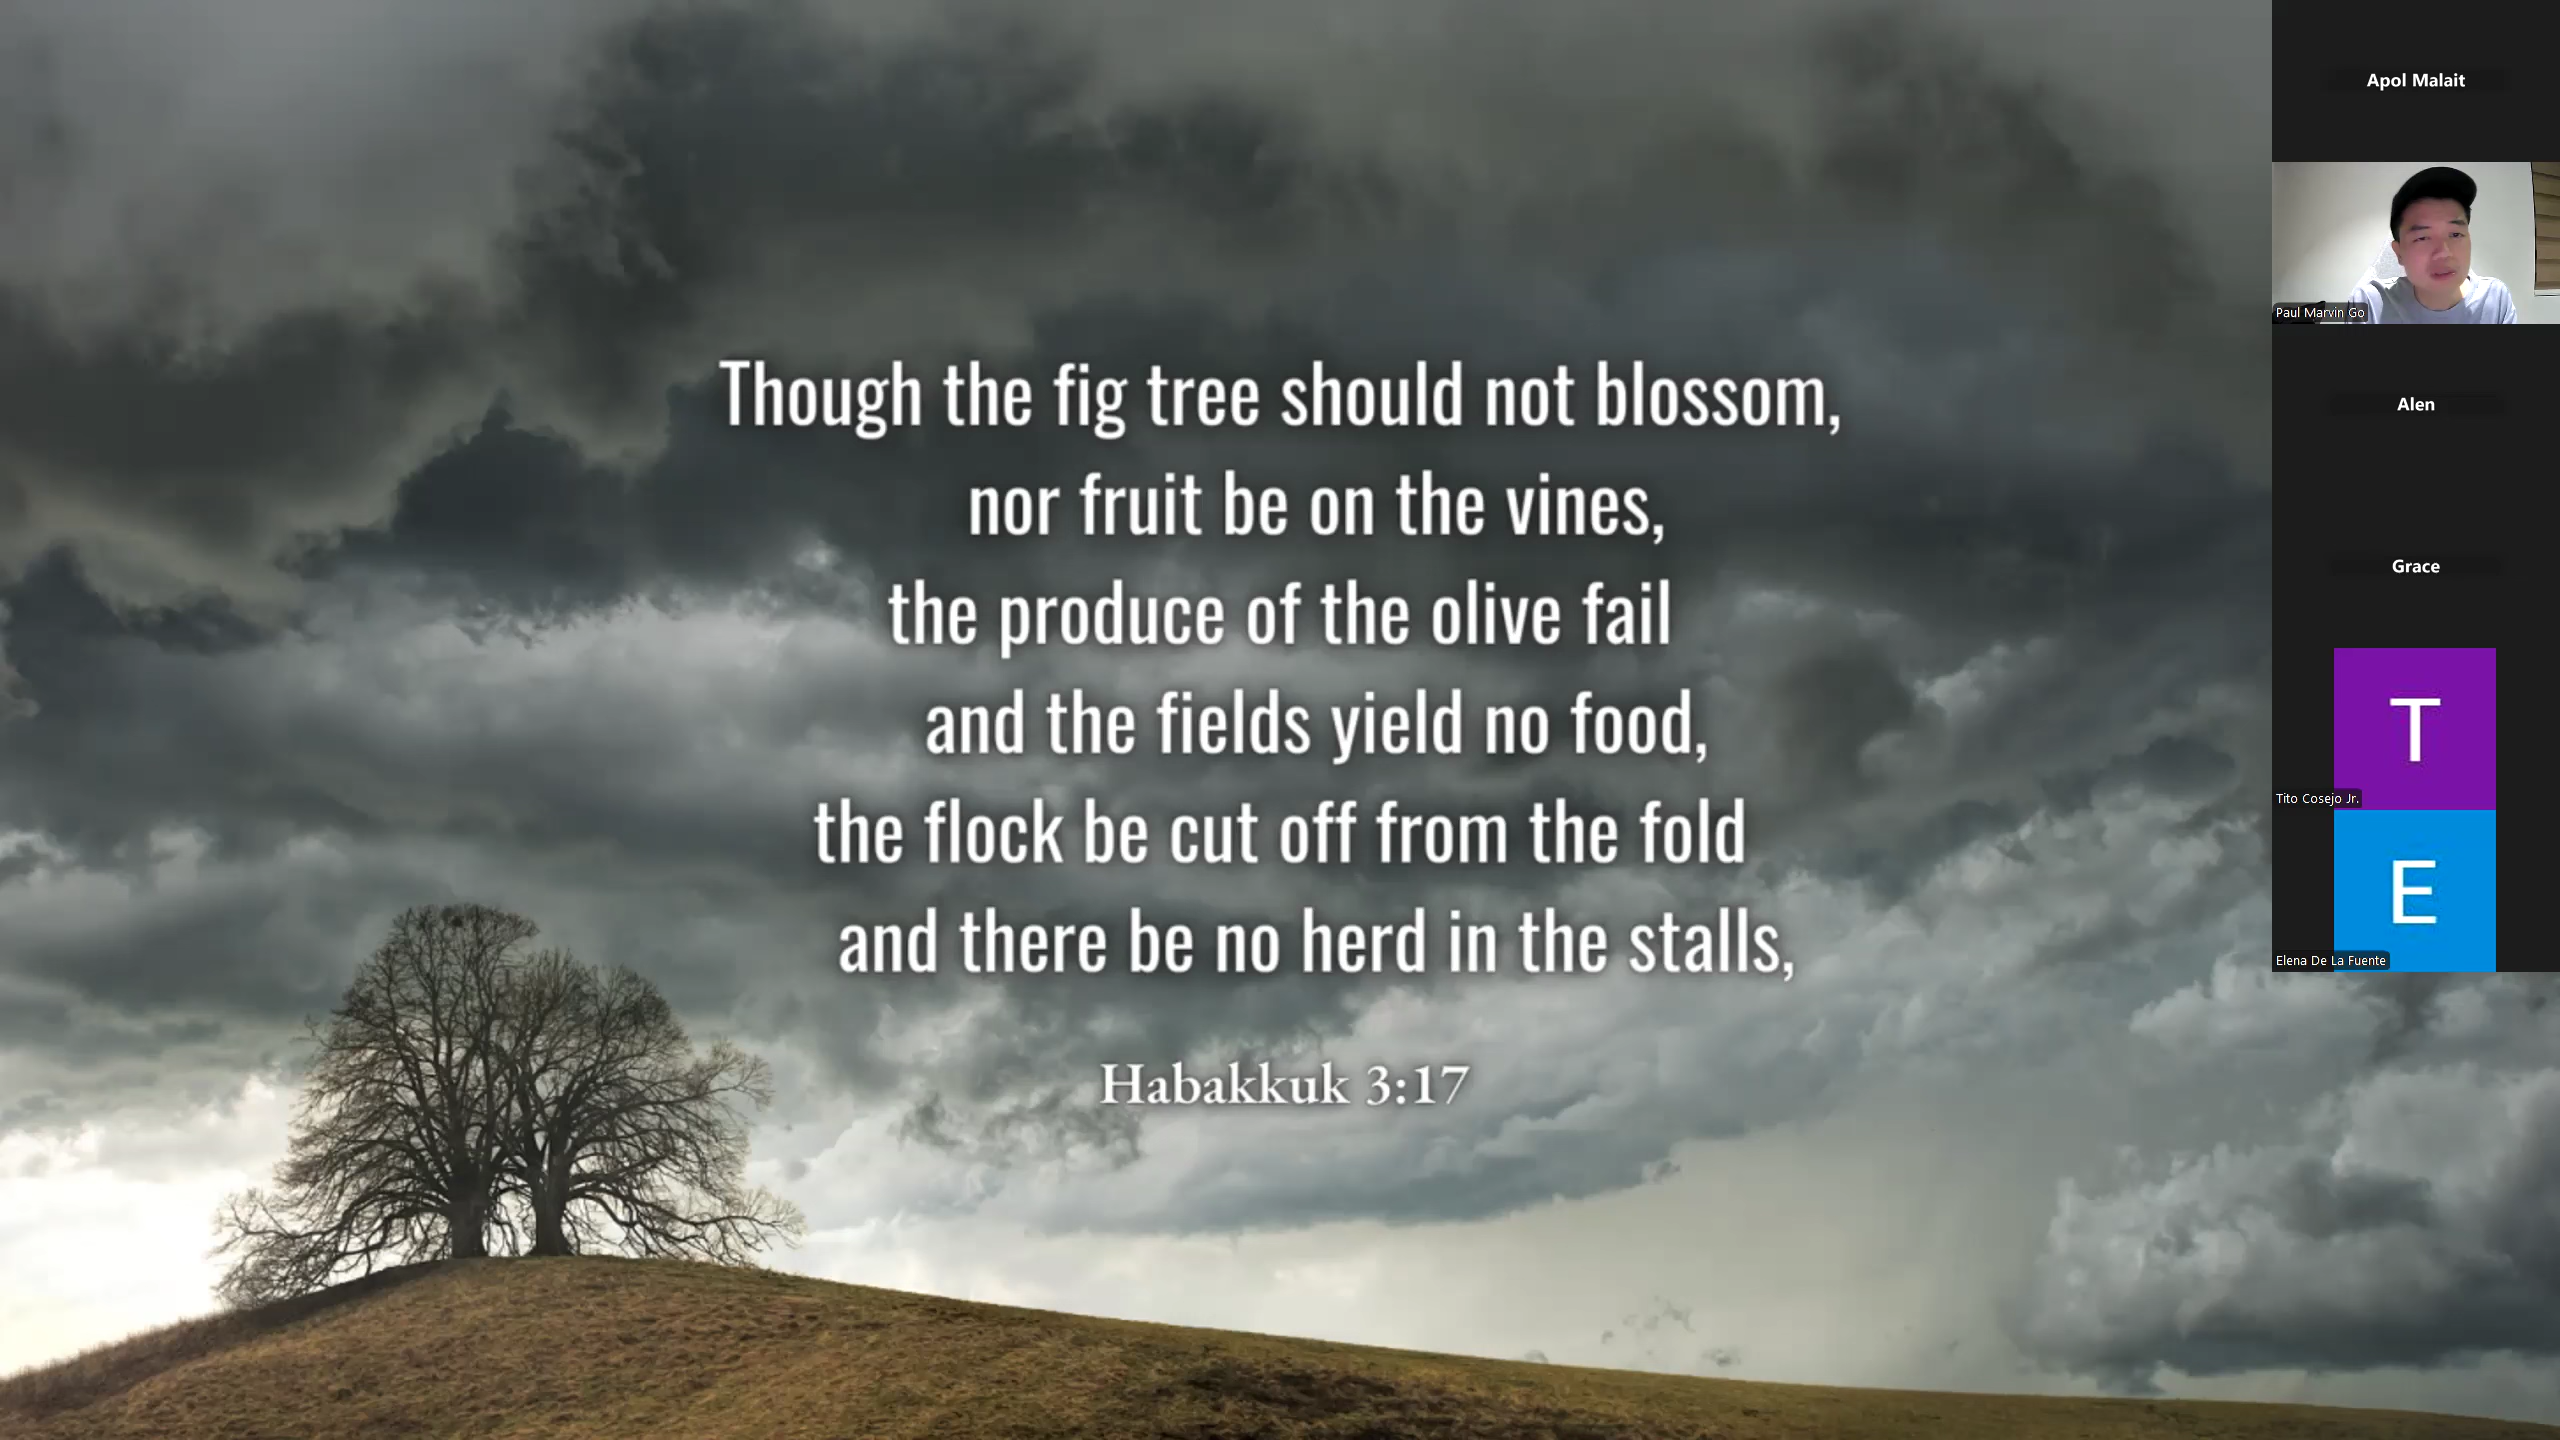 Though the fig tree should not blossom,
nor fruit be on the vines,
the produce of the olive fail
and the fields yield no food,
the flock be cut off from the fold
and there be no herd in the stalls,
Habakkuk 3:17
Apol Malait
Paul Marvin Go
Alen
Grace
T
Tito Cosejo Jr.
E
Elena De La Fuente